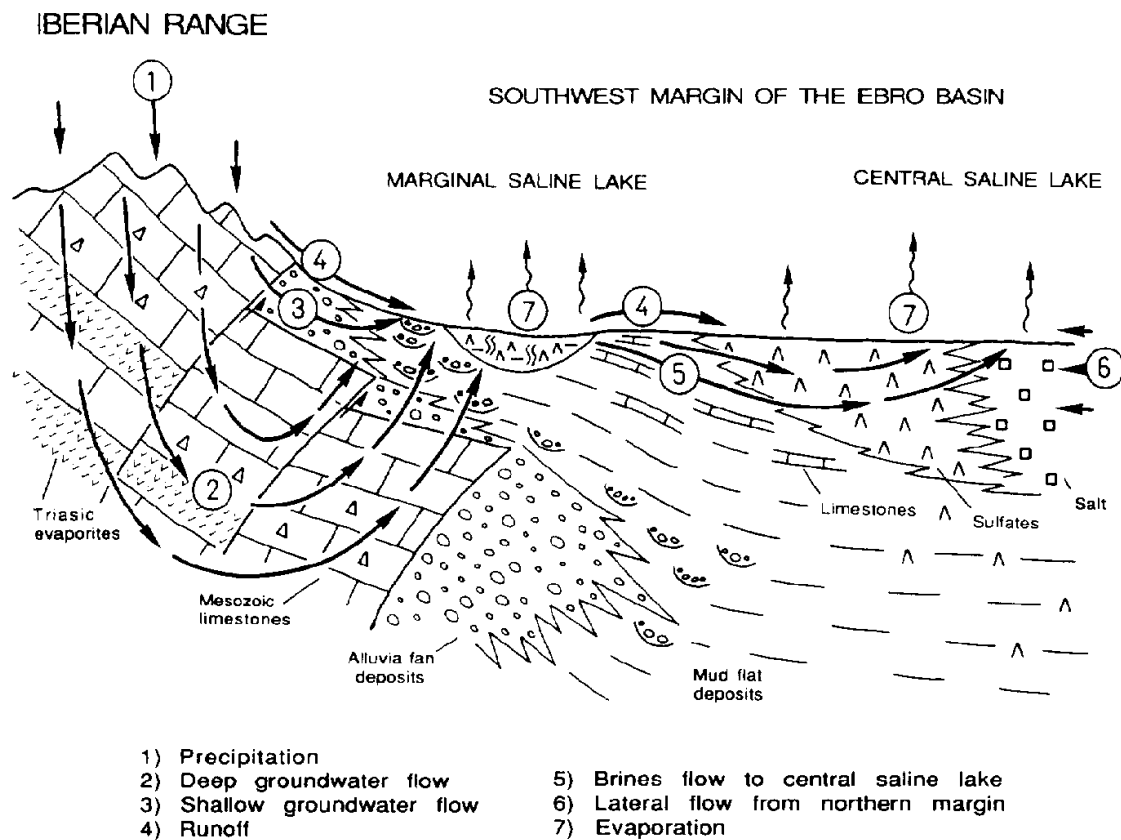 IBERIAN RANGE
1
SOUTHWEST MARGIN OF THE EBRO BASIN
MARGINAL SALINE LAKE
CENTRAL SALINE LAKE
4
3
7
4
7
5
6
2
Triasic
evaporites
Limestones
Sulfates
Salt
Mesozoic
limestones
Alluvia fan
deposits
Mud flat
deposits
1) Precipitation
2) Deep groundwater flow
3) Shallow groundwater flow
4) Runoff
5) Brines flow to central saline lake
6) Lateral flow from northern margin
7) Evaporation